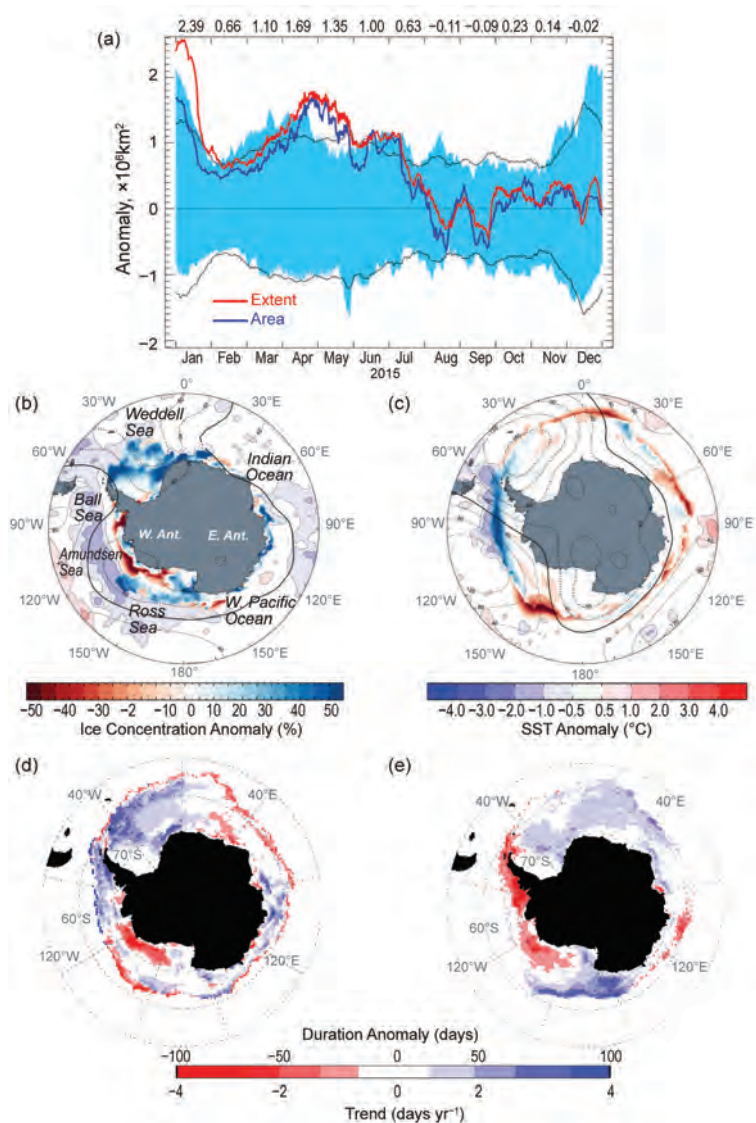 2.39 0.66 1.10 1.69 1.35 1.00 0.63 -0.11 -0.09 0.23 0.14 -0.02
(a)
2
1
0
−1
−2
Anomaly, ×10⁶km²
Extent
Area
Jan Feb Mar Apr May Jun Jul Aug Sep Oct Nov Dec
2015
(b)
0°
30°W
Weddell
Sea
60°W
60°E
Indian
Ocean
Ball
Sea
90°W
W. Ant.
E. Ant.
90°E
Amundsen
Sea
120°W
Ross
Sea
W. Pacific
Ocean
120°E
150°W
150°E
180°
−50 −40 −30 −20 -2 0 2 10 20 30 40 50
Ice Concentration Anomaly (%)
(c)
0°
30°W
30°E
60°W
60°E
90°W
90°E
120°W
120°E
150°W
150°E
180°
−4.0 −3.0 −2.0 −1.0 −0.5 0.5 1.0 2.0 3.0 4.0
SST Anomaly (°C)
(d)
40°W
40°E
70°S
60°S
120°W
120°E
(e)
40°W
40°E
70°S
60°S
120°W
120°E
Duration Anomaly (days)
−100 −50 0 50 100
−4 −2 0 2 4
Trend (days yr⁻¹)